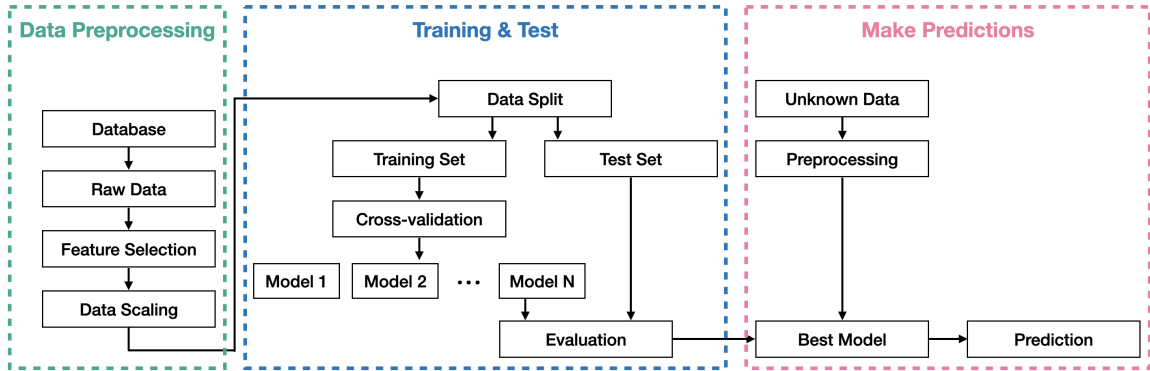 Data Preprocessing
Database
Raw Data
Feature Selection
Data Scaling
Training & Test
Data Split
Training Set
Test Set
Cross-validation
Model 1
Model 2
...
Model N
Evaluation
Make Predictions
Unknown Data
Preprocessing
Best Model
Prediction